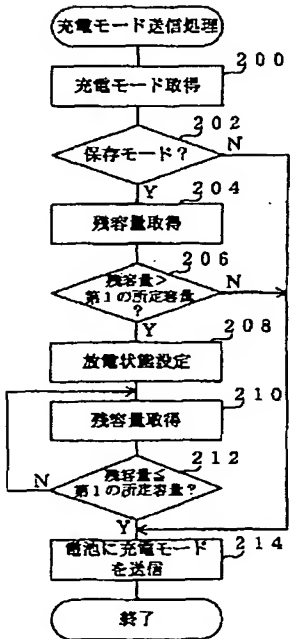 充電モード送信処理
200
充電モード取得
202
保存モード?
N
Y
204
残容量取得
206
残容量>
第1の所定容量
?
N
Y
208
放電状態設定
210
残容量取得
212
残容量≦
第1の所定容量?
N
Y
214
電池に充電モード
を送信
終了